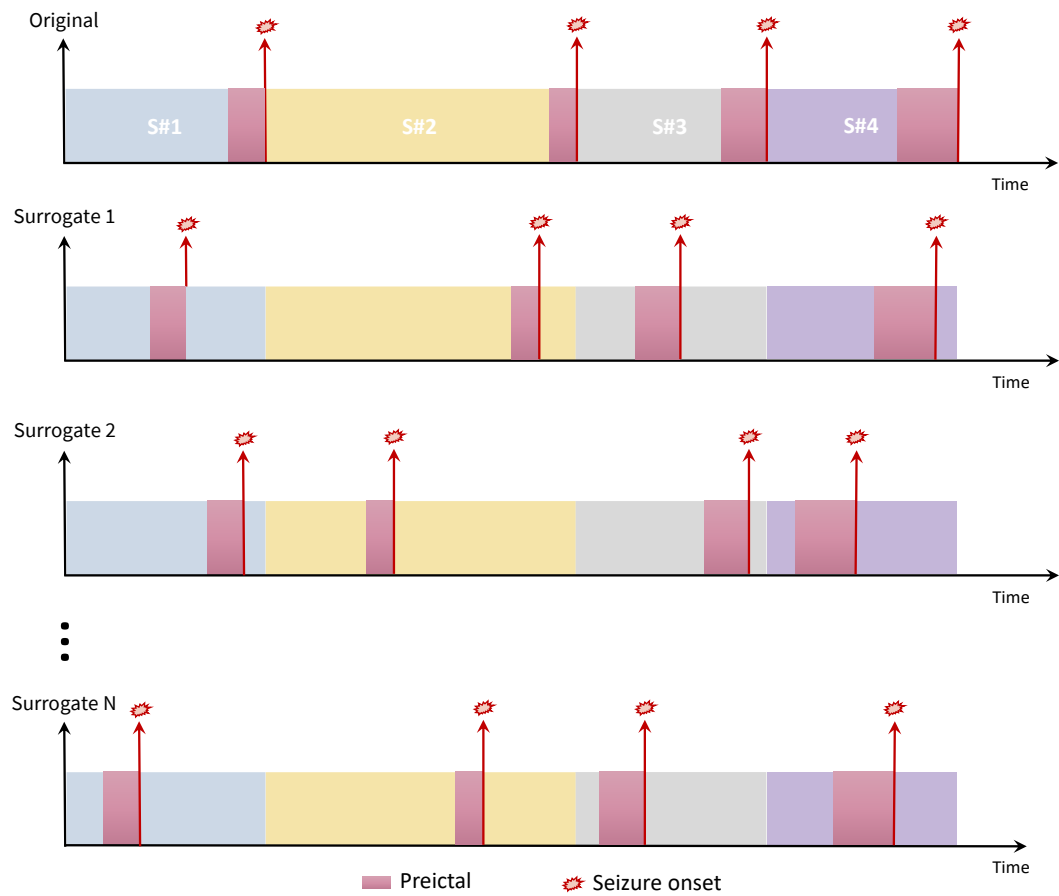 Original
S#1 S#2 S#3 S#4
Time
Surrogate 1
Time
Surrogate 2
Time
Surrogate N
Time
Preictal Seizure onset